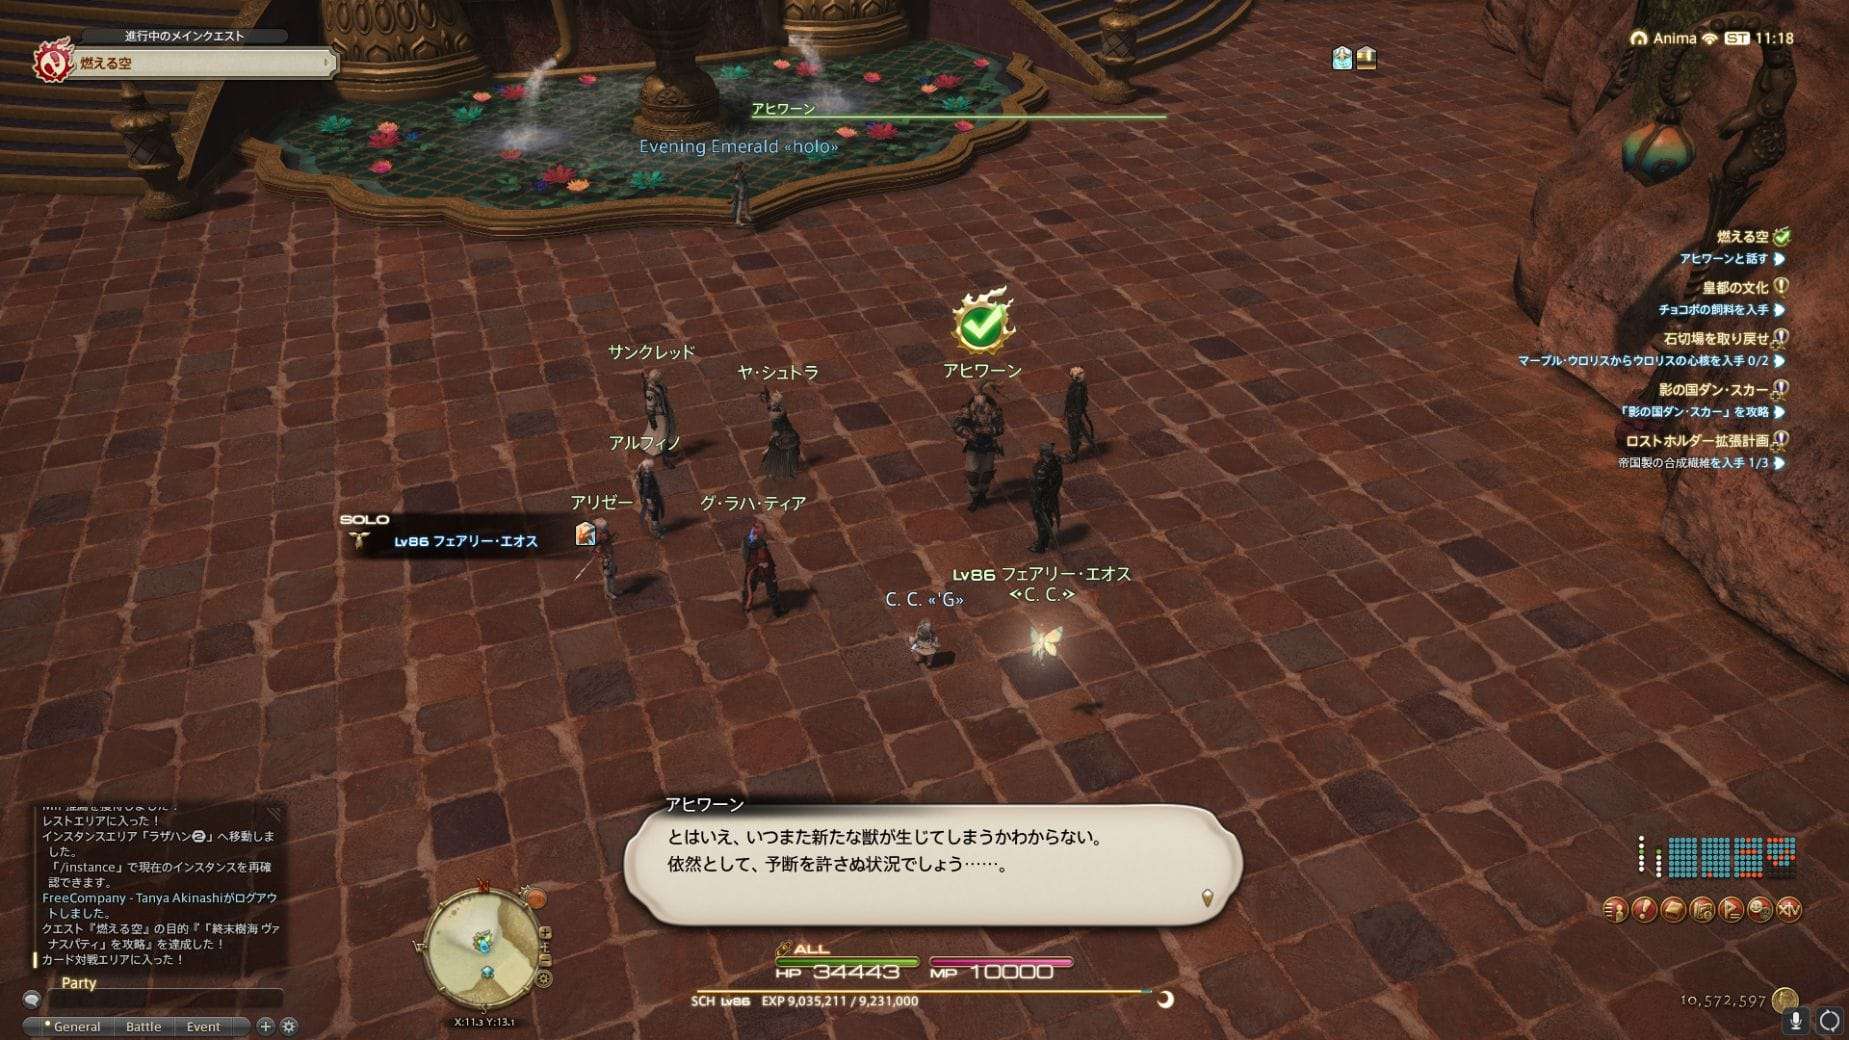 進行中のメインクエスト
燃える空
Anima ST 11:18
アヒワーン
Evening Emerald «holo»
燃える空
アヒワーンと話す
皇都の文化
チョコボの飼料を入手
石切場を取り戻せ
マーブル・ウロリスからウロリスの心核を入手 0/2
影の国ダン・スカー
「影の国ダン・スカー」を攻略
ロストホルダー拡張計画
帝国製の合成繊維を入手 1/3
サンクレッド
ヤ・シュトラ
アヒワーン
アルフィノ
アリゼー
グ・ラハ・ティア
SOLO
Lv86 フェアリー・エオス
Lv86 フェアリー・エオス
<・C. C.・>
C. C. «'G»
アヒワーン
とはいえ、いつまた新たな獣が生じてしまうかわからない。
依然として、予断を許さぬ状況でしょう……。
レストエリアに入った！
インスタンスエリア「ラザハン2」へ移動しま
した。
「/instance」で現在のインスタンスを再確
認できます。
FreeCompany - Tanya Akinashiがログアウ
トしました。
クエスト『燃える空』の目的『「終末樹海 ヴァ
ナスパティ」を攻略』を達成した！
カード対戦エリアに入った！
Party
General Battle Event
X:11.3 Y:13.1
ALL
HP 34443 MP 10000
SCH Lv86 EXP 9,035,211 / 9,231,000
10,572,597
XIV